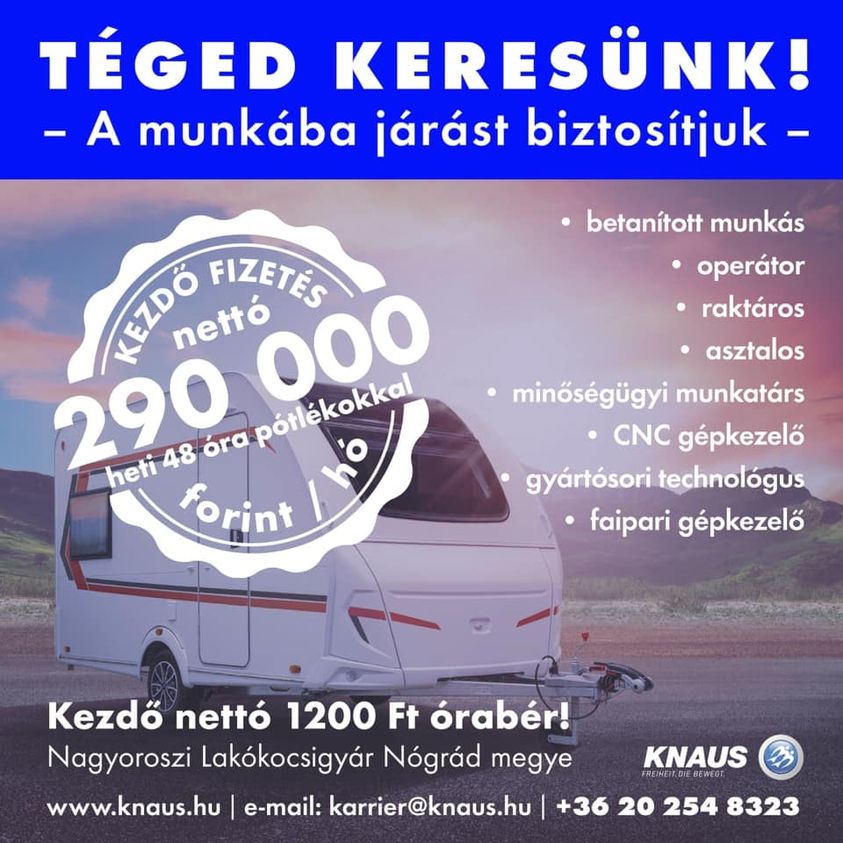 TÉGED KERESÜNK!
– A munkába járást biztosítjuk –
KEZDŐ FIZETÉS
nettó
290 000
heti 48 óra pótlékokkal
forint / hó
• betanított munkás
• operátor
• raktáros
• asztalos
• minőségügyi munkatárs
• CNC gépkezelő
• gyártósori technológus
• faipari gépkezelő
Kezdő nettó 1200 Ft órabér!
Nagyoroszi Lakókocsigyár Nógrád megye
KNAUS
FREIHEIT, DIE BEWEGT.
www.knaus.hu | e-mail: karrier@knaus.hu | +36 20 254 8323